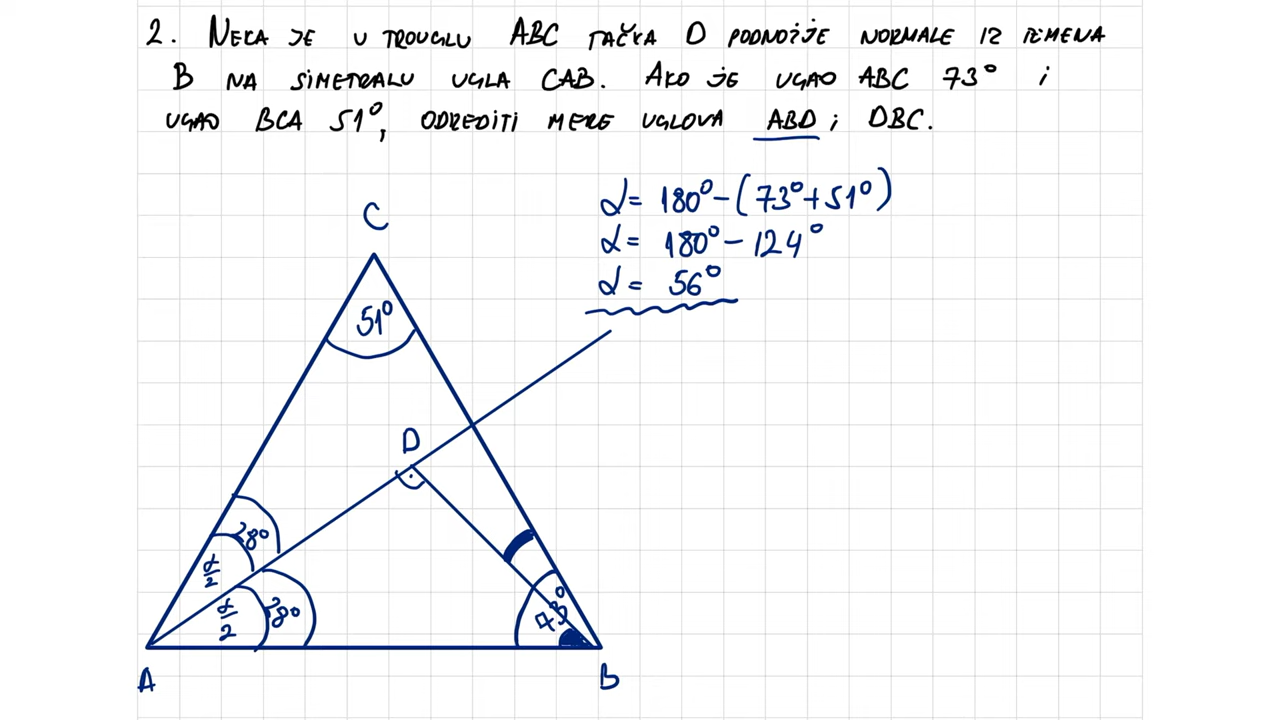 2. NEKA JE U TROUGLU ABC TAČKA D PODNOŽJE NORMALE IZ TEMENA
B NA SIMETRALU UGLA CAB. AKO JE UGAO ABC 73° i
UGAO BCA 51°, ODREDITI MERE UGLOVA ABD i DBC.
α = 180° - (73° + 51°)
α = 180° - 124°
α = 56°
C
51°
D
28°
α/2
α/2
28°
73°
A
B